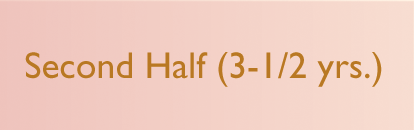 Second Half (3-1/2 yrs.)